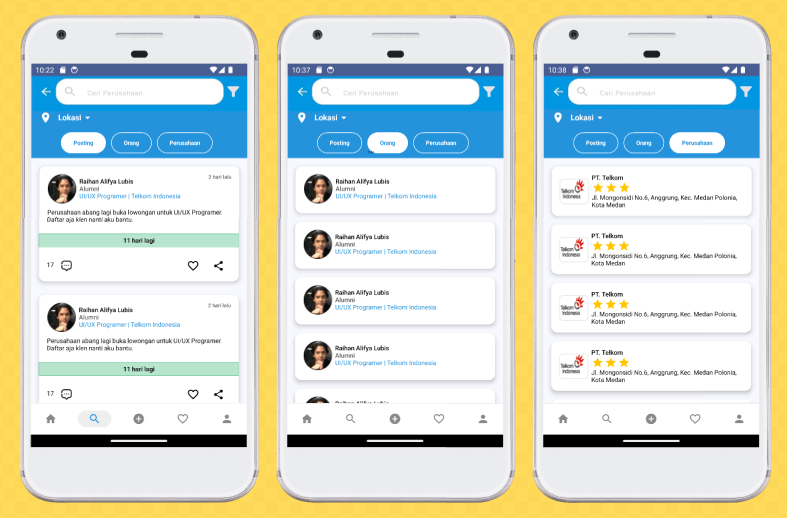 10:22
Cari Perusahaan
Lokasi
Posting Orang Perusahaan
Raihan Alifya Lubis
2 hari lalu
Alumni
UI/UX Programer | Telkom Indonesia
Perusahaan abang lagi buka lowongan untuk UI/UX Programer.
Daftar aja klen nanti aku bantu.
11 hari lagi
17
Raihan Alifya Lubis
2 hari lalu
Alumni
UI/UX Programer | Telkom Indonesia
Perusahaan abang lagi buka lowongan untuk UI/UX Programer.
Daftar aja klen nanti aku bantu.
11 hari lagi
17
10:37
Cari Perusahaan
Lokasi
Posting Orang Perusahaan
Raihan Alifya Lubis
Alumni
UI/UX Programer | Telkom Indonesia
Raihan Alifya Lubis
Alumni
UI/UX Programer | Telkom Indonesia
Raihan Alifya Lubis
Alumni
UI/UX Programer | Telkom Indonesia
Raihan Alifya Lubis
Alumni
UI/UX Programer | Telkom Indonesia
Raihan Alifya Lubis
10:38
Cari Perusahaan
Lokasi
Posting Orang Perusahaan
Telkom
Indonesia
PT. Telkom
Jl. Mongonsidi No.6, Anggrung, Kec. Medan Polonia,
Kota Medan
Telkom
Indonesia
PT. Telkom
Jl. Mongonsidi No.6, Anggrung, Kec. Medan Polonia,
Kota Medan
Telkom
Indonesia
PT. Telkom
Jl. Mongonsidi No.6, Anggrung, Kec. Medan Polonia,
Kota Medan
Telkom
Indonesia
PT. Telkom
Jl. Mongonsidi No.6, Anggrung, Kec. Medan Polonia,
Kota Medan